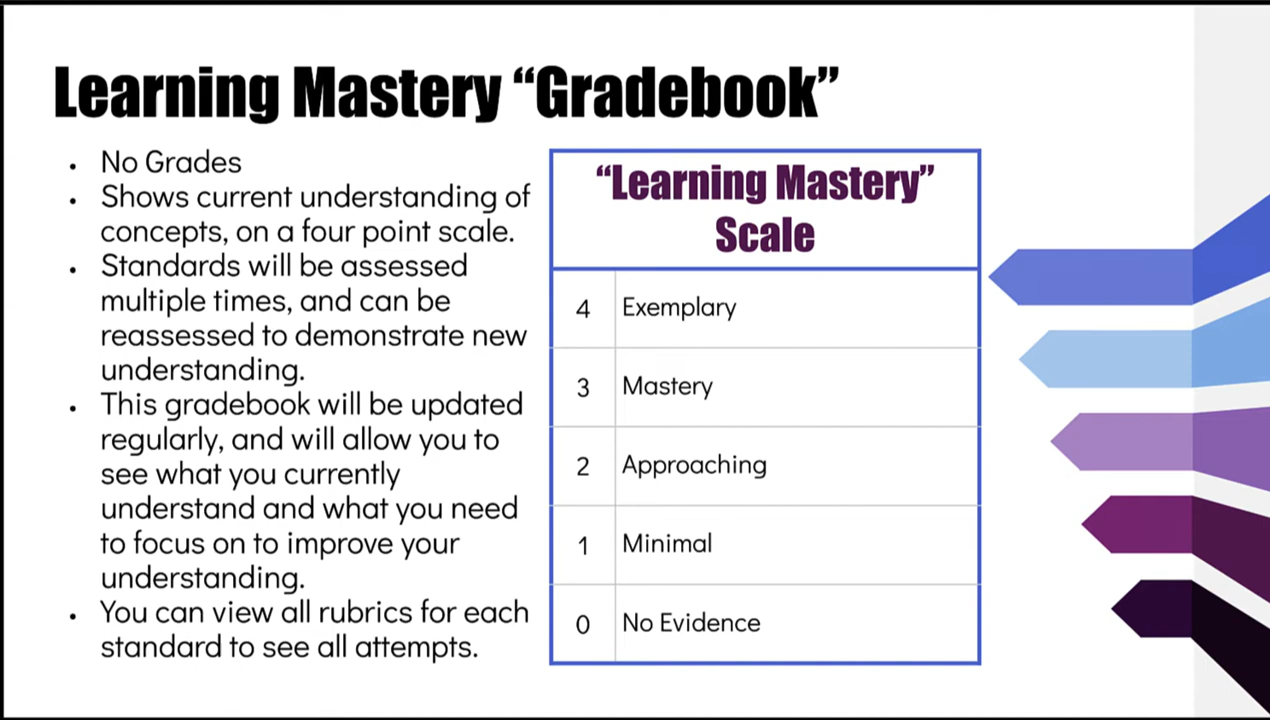 Learning Mastery “Gradebook”
• No Grades
• Shows current understanding of
concepts, on a four point scale.
• Standards will be assessed
multiple times, and can be
reassessed to demonstrate new
understanding.
• This gradebook will be updated
regularly, and will allow you to
see what you currently
understand and what you need
to focus on to improve your
understanding.
• You can view all rubrics for each
standard to see all attempts.
“Learning Mastery”
Scale
4 Exemplary
3 Mastery
2 Approaching
1 Minimal
0 No Evidence